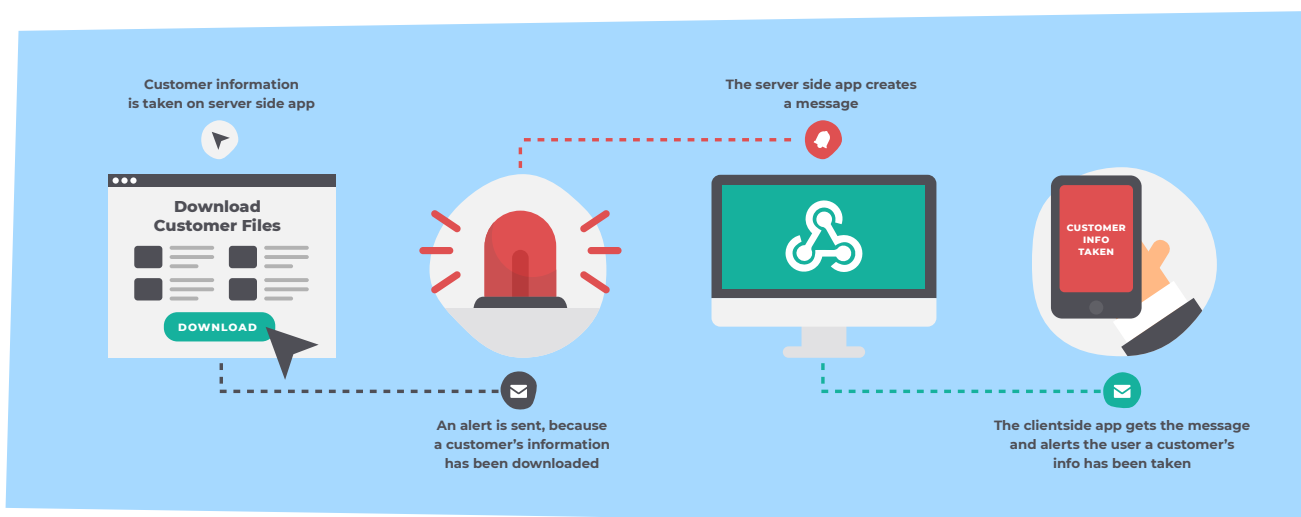 Customer information
is taken on server side app
Download
Customer Files
DOWNLOAD
An alert is sent, because
a customer’s information
has been downloaded
The server side app creates
a message
CUSTOMER
INFO
TAKEN
The clientside app gets the message
and alerts the user a customer’s
info has been taken